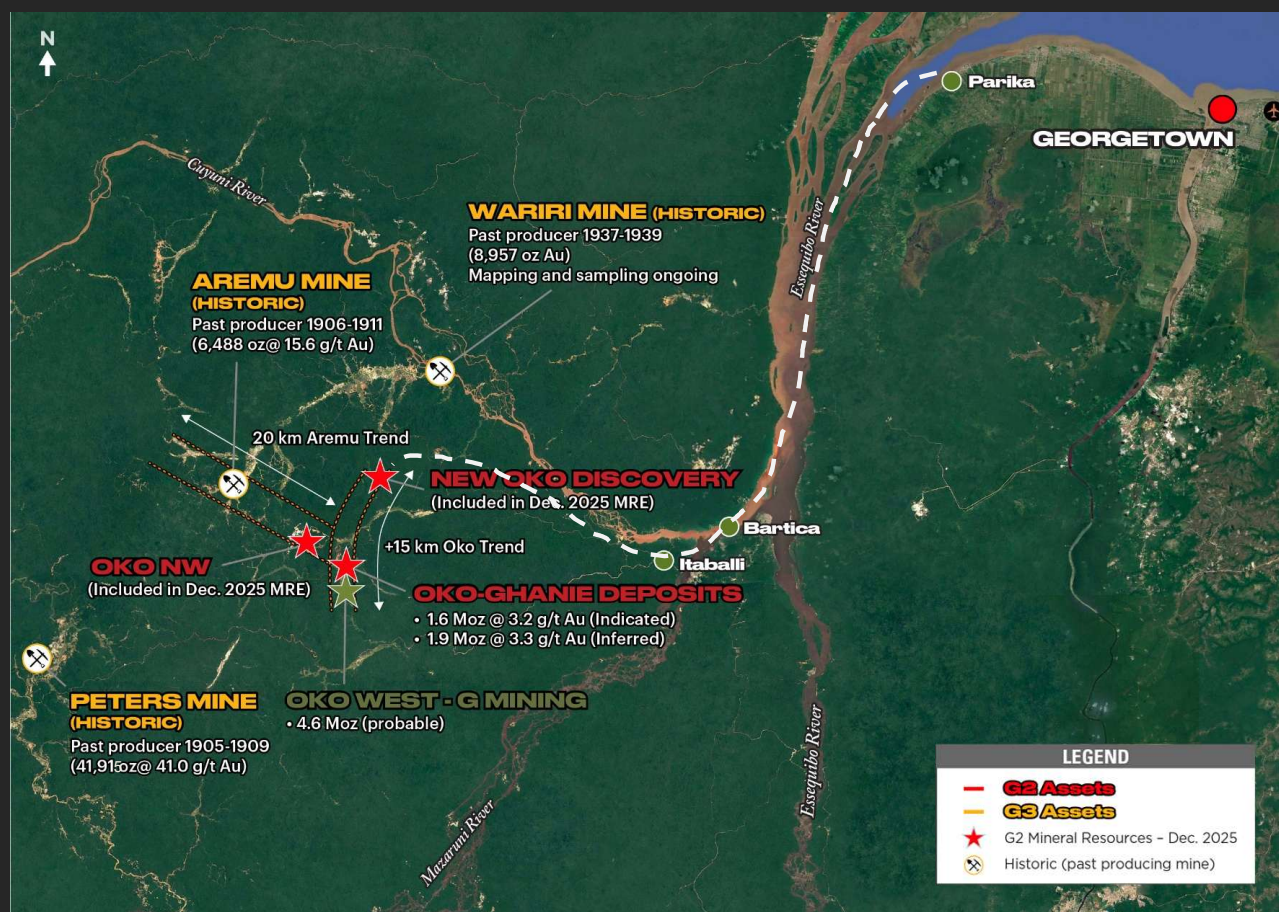 N
Parika
GEORGETOWN
Cuyuni River
WARIRI MINE (HISTORIC)
Past producer 1937-1939
(8,957 oz Au)
Mapping and sampling ongoing
Essequibo River
AREMU MINE
(HISTORIC)
Past producer 1906-1911
(6,488 oz@ 15.6 g/t Au)
20 km Aremu Trend
NEW OKO DISCOVERY
(Included in Dec. 2025 MRE)
Bartica
+15 km Oko Trend
Itaballi
OKO NW
(Included in Dec. 2025 MRE)
OKO-GHANIE DEPOSITS
• 1.6 Moz @ 3.2 g/t Au (Indicated)
• 1.9 Moz @ 3.3 g/t Au (Inferred)
PETERS MINE
(HISTORIC)
Past producer 1905-1909
(41,915oz@ 41.0 g/t Au)
OKO WEST - G MINING
• 4.6 Moz (probable)
Essequibo River
Mazaruni River
LEGEND
G2 Assets
G3 Assets
G2 Mineral Resources – Dec. 2025
Historic (past producing mine)